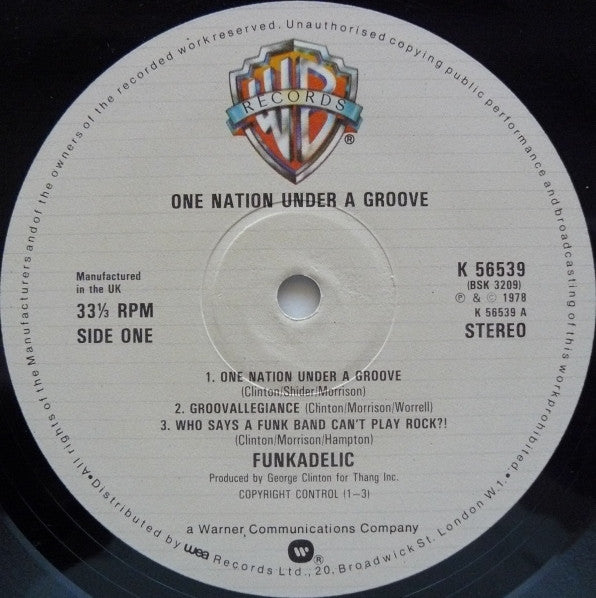 All rights of the Manufacturers and of the owners of the recorded work reserved. Unauthorised copying public performance and broadcasting of this work prohibited.
WB
RECORDS
®
ONE NATION UNDER A GROOVE
Manufactured
in the UK
33⅓ RPM
SIDE ONE
K 56539
(BSK 3209)
℗ & © 1978
K 56539 A
STEREO
1. ONE NATION UNDER A GROOVE
(Clinton/Shider/Morrison)
2. GROOVALLEGIANCE (Clinton/Morrison/Worrell)
3. WHO SAYS A FUNK BAND CAN'T PLAY ROCK?!
(Clinton/Morrison/Hampton)
FUNKADELIC
Produced by George Clinton for Thang Inc.
COPYRIGHT CONTROL (1–3)
a Warner Communications Company
W ®
•Distributed by wea Records Ltd., 20, Broadwick St. London W.1.•